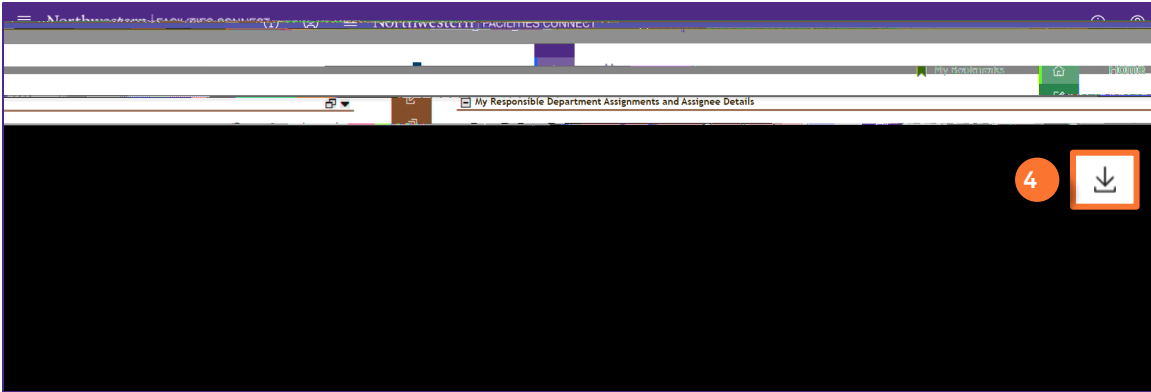 Northwestern | FACILITIES CONNECT
Northwestern | FACILITIES CONNECT
My Bookmarks
Home
My Responsible Department Assignments and Assignee Details
4